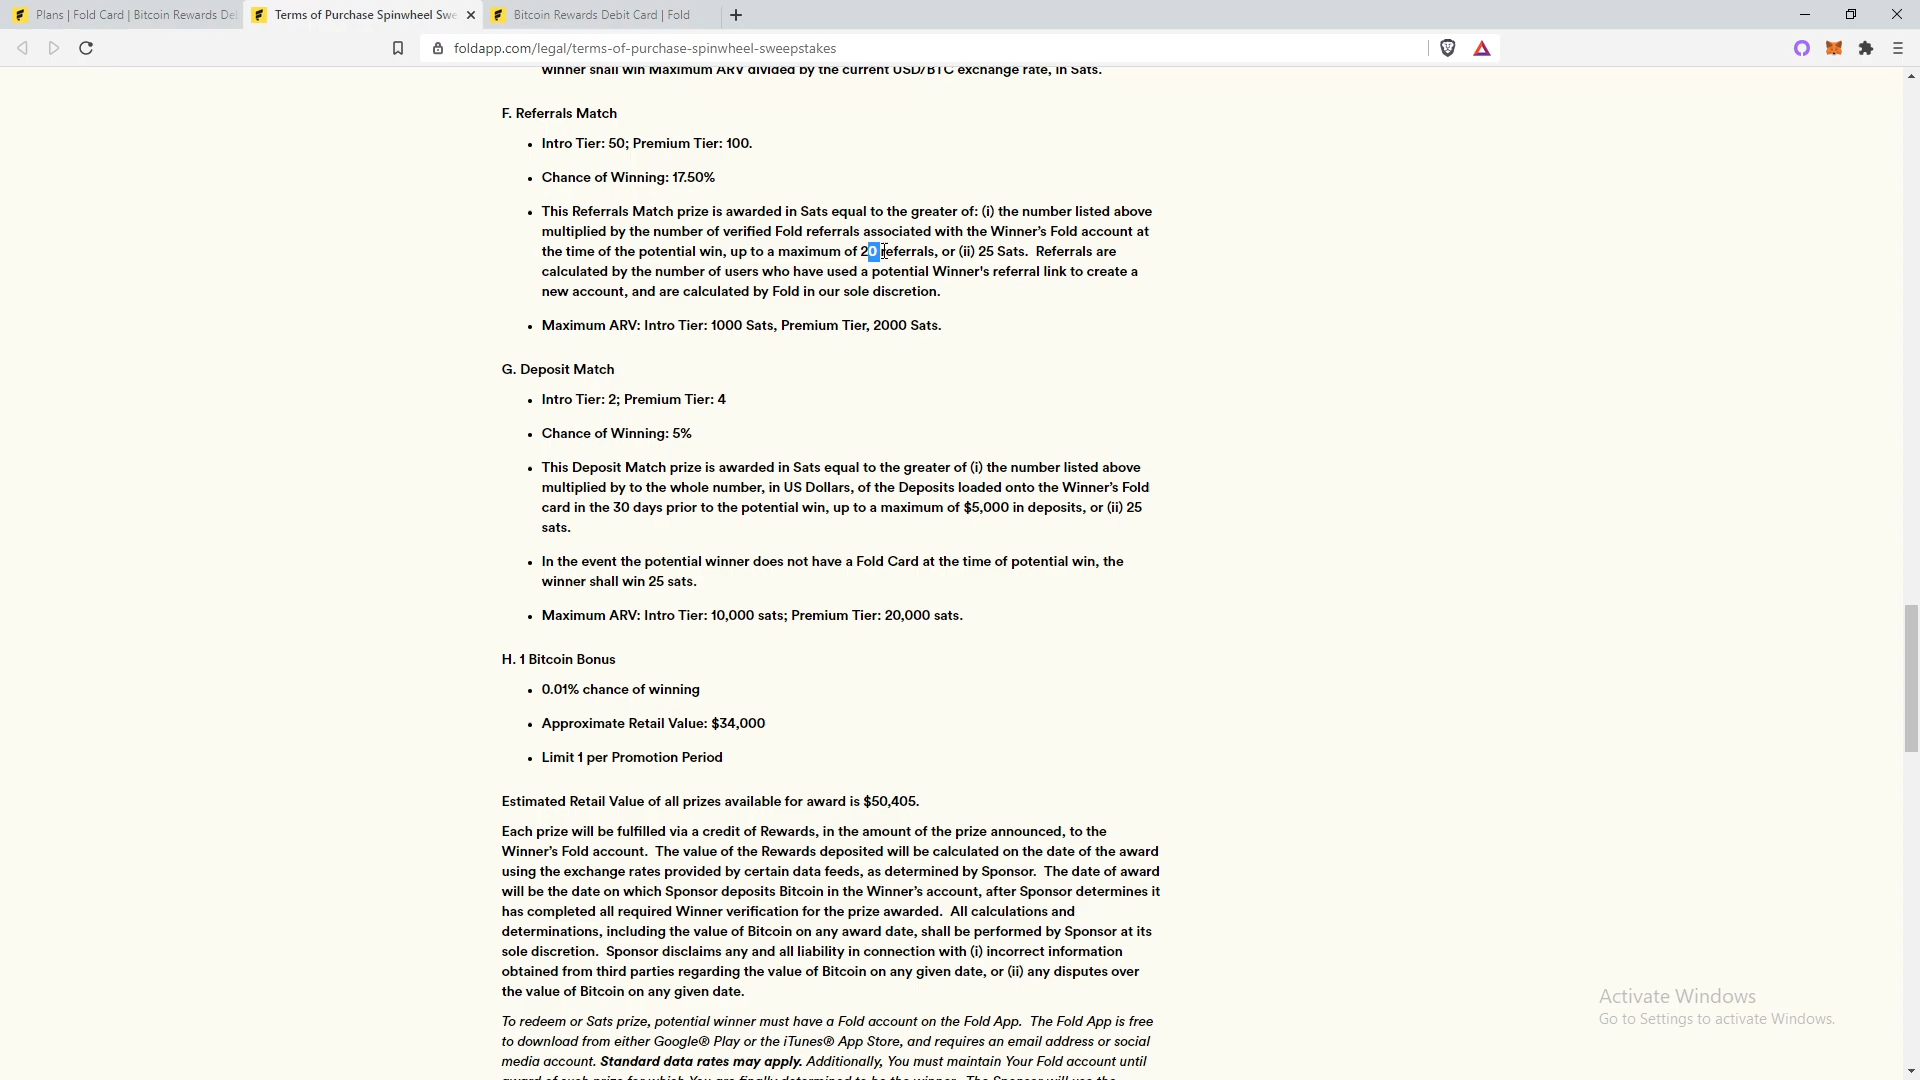 Plans | Fold Card | Bitcoin Rewards De
Terms of Purchase Spinwheel Swe
Bitcoin Rewards Debit Card | Fold
foldapp.com/legal/terms-of-purchase-spinwheel-sweepstakes
winner shall win Maximum ARV divided by the current USD/BTC exchange rate, in Sats.
F. Referrals Match
Intro Tier: 50; Premium Tier: 100.
Chance of Winning: 17.50%
This Referrals Match prize is awarded in Sats equal to the greater of: (i) the number listed above
multiplied by the number of verified Fold referrals associated with the Winner’s Fold account at
the time of the potential win, up to a maximum of 20 referrals, or (ii) 25 Sats.  Referrals are
calculated by the number of users who have used a potential Winner's referral link to create a
new account, and are calculated by Fold in our sole discretion.
Maximum ARV: Intro Tier: 1000 Sats, Premium Tier, 2000 Sats.
G. Deposit Match
Intro Tier: 2; Premium Tier: 4
Chance of Winning: 5%
This Deposit Match prize is awarded in Sats equal to the greater of (i) the number listed above
multiplied by to the whole number, in US Dollars, of the Deposits loaded onto the Winner’s Fold
card in the 30 days prior to the potential win, up to a maximum of $5,000 in deposits, or (ii) 25
sats.
In the event the potential winner does not have a Fold Card at the time of potential win, the
winner shall win 25 sats.
Maximum ARV: Intro Tier: 10,000 sats; Premium Tier: 20,000 sats.
H. 1 Bitcoin Bonus
0.01% chance of winning
Approximate Retail Value: $34,000
Limit 1 per Promotion Period
Estimated Retail Value of all prizes available for award is $50,405.
Each prize will be fulfilled via a credit of Rewards, in the amount of the prize announced, to the
Winner’s Fold account.  The value of the Rewards deposited will be calculated on the date of the award
using the exchange rates provided by certain data feeds, as determined by Sponsor.  The date of award
will be the date on which Sponsor deposits Bitcoin in the Winner’s account, after Sponsor determines it
has completed all required Winner verification for the prize awarded.  All calculations and
determinations, including the value of Bitcoin on any award date, shall be performed by Sponsor at its
sole discretion.  Sponsor disclaims any and all liability in connection with (i) incorrect information
obtained from third parties regarding the value of Bitcoin on any given date, or (ii) any disputes over
the value of Bitcoin on any given date.
Activate Windows
Go to Settings to activate Windows.
To redeem or Sats prize, potential winner must have a Fold account on the Fold App.  The Fold App is free
to download from either Google® Play or the iTunes® App Store, and requires an email address or social
media account. Standard data rates may apply. Additionally, You must maintain Your Fold account until